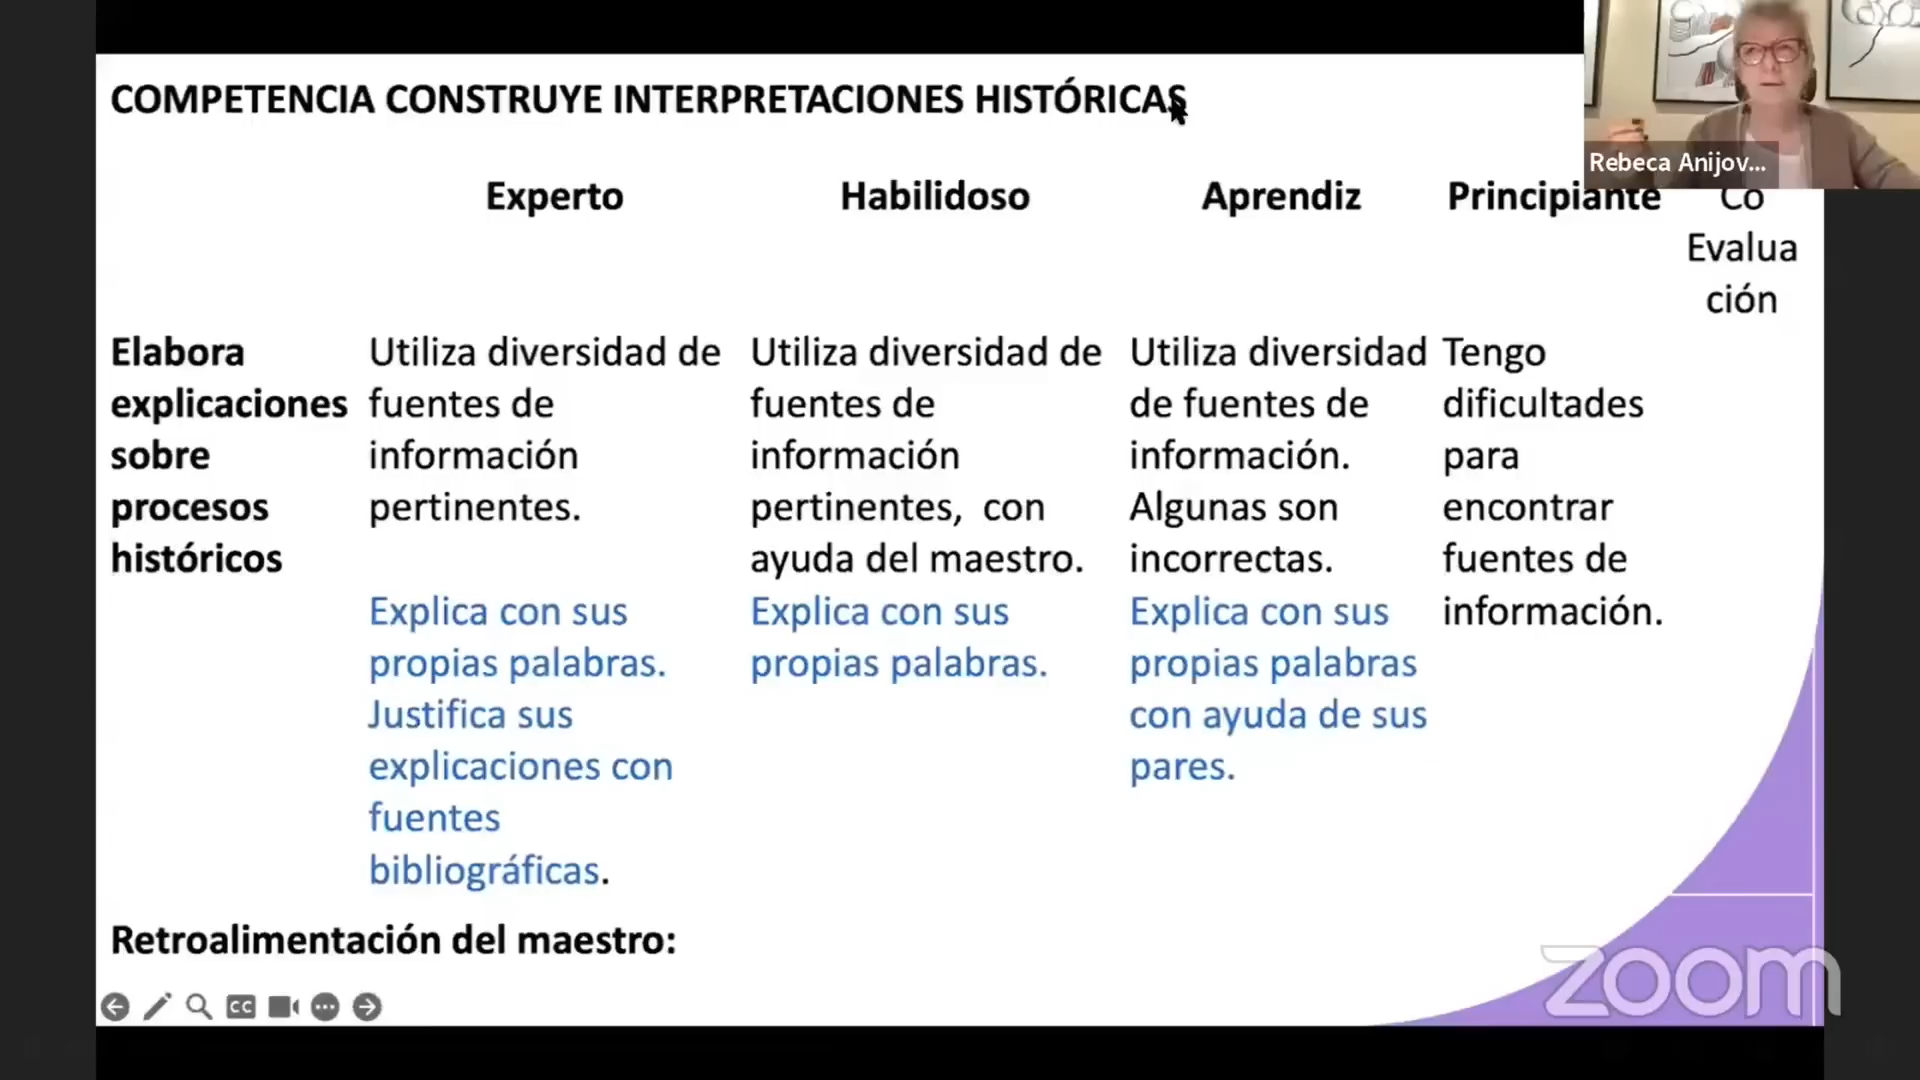 COMPETENCIA CONSTRUYE INTERPRETACIONES HISTÓRICAS
Rebeca Anijov...
Experto
Habilidoso
Aprendiz
Principiante
Co
Evalua
ción
Elabora
explicaciones
sobre
procesos
históricos
Utiliza diversidad de
fuentes de
información
pertinentes.
Explica con sus
propias palabras.
Justifica sus
explicaciones con
fuentes
bibliográficas.
Utiliza diversidad de
fuentes de
información
pertinentes, con
ayuda del maestro.
Explica con sus
propias palabras.
Utiliza diversidad
de fuentes de
información.
Algunas son
incorrectas.
Explica con sus
propias palabras
con ayuda de sus
pares.
Tengo
dificultades
para
encontrar
fuentes de
información.
Retroalimentación del maestro:
CC
zoom